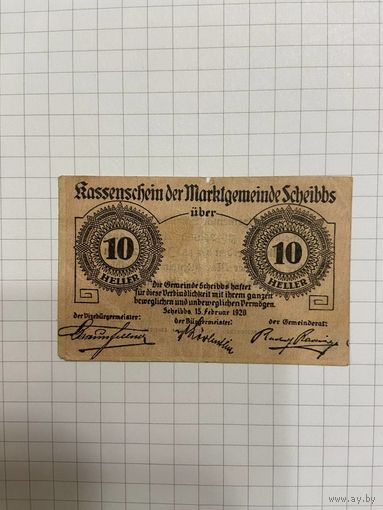 Kassenschein der Marktgemeinde Scheibbs
über
10 10
HELLER HELLER
Die Gemeinde Scheibbs haftet
für diese Verbindlichkeit mit ihrem ganzen
beweglichen und unbeweglichen Vermögen.
Scheibbs, 15. Februar 1920
der Vizebürgermeister: der Bürgermeister: der Gemeinderat:
Rudolf
www.ay.by